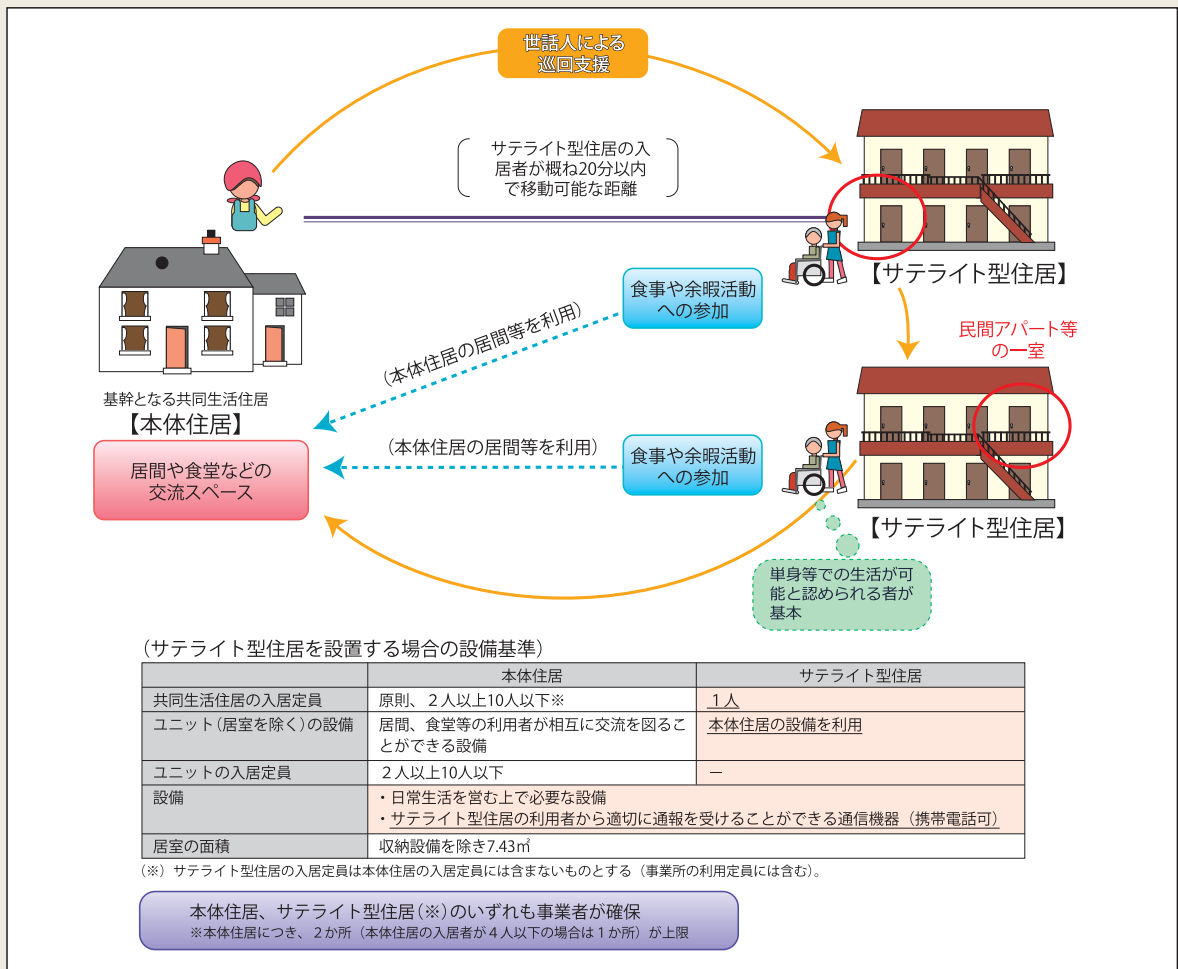 世話人による
巡回支援
サテライト型住居の入
居者が概ね20分以内
で移動可能な距離
【サテライト型住居】
食事や余暇活動
への参加
(本体住居の居間等を利用)
民間アパート等
の一室
基幹となる共同生活住居
【本体住居】
居間や食堂などの
交流スペース
(本体住居の居間等を利用)
食事や余暇活動
への参加
【サテライト型住居】
単身等での生活が可
能と認められる者が
基本
(サテライト型住居を設置する場合の設備基準)
本体住居 サテライト型住居
共同生活住居の入居定員 原則、2人以上10人以下※ 1人
ユニット(居室を除く)の設備 居間、食堂等の利用者が相互に交流を図るこ 本体住居の設備を利用
とができる設備
ユニットの入居定員 2人以上10人以下 －
設備 ・日常生活を営む上で必要な設備
・サテライト型住居の利用者から適切に通報を受けることができる通信機器（携帯電話可）
居室の面積 収納設備を除き7.43㎡
(※) サテライト型住居の入居定員は本体住居の入居定員には含まないものとする（事業所の利用定員には含む）。
本体住居、サテライト型住居(※)のいずれも事業者が確保
※本体住居につき、2か所（本体住居の入居者が4人以下の場合は1か所）が上限